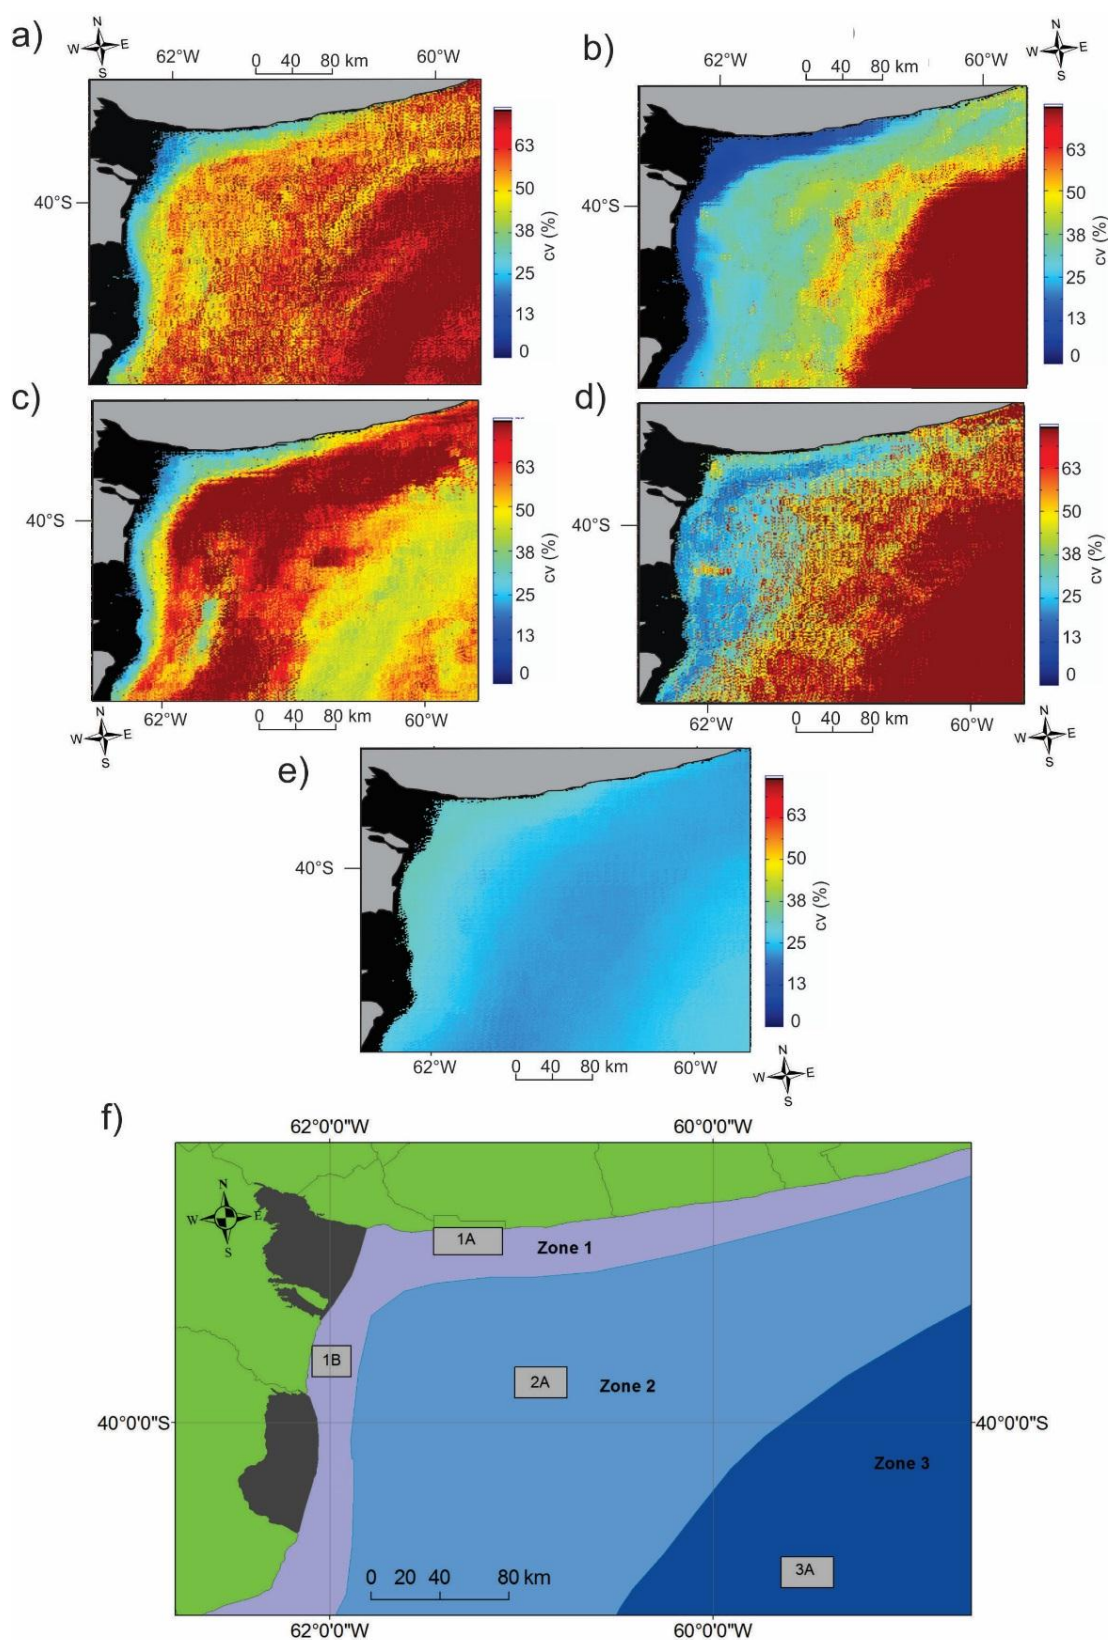 a)
N
W E
S
62°W
0 40 80 km
60°W
40°S
63
50
38
25
13
0
cv (%)
b)
N
W E
S
62°W
0 40 80 km
60°W
40°S
63
50
38
25
13
0
cv (%)
c)
40°S
63
50
38
25
13
0
cv (%)
62°W
0 40 80 km
60°W
N
W E
S
d)
40°S
63
50
38
25
13
0
cv (%)
62°W
0 40 80 km
60°W
N
W E
S
e)
40°S
63
50
38
25
13
0
cv (%)
62°W
0 40 80 km
60°W
N
W E
S
f)
62°0'0"W
60°0'0"W
N
W E
S
1A
Zone 1
1B
2A
Zone 2
40°0'0"S
40°0'0"S
Zone 3
3A
0 20 40 80 km
62°0'0"W
60°0'0"W